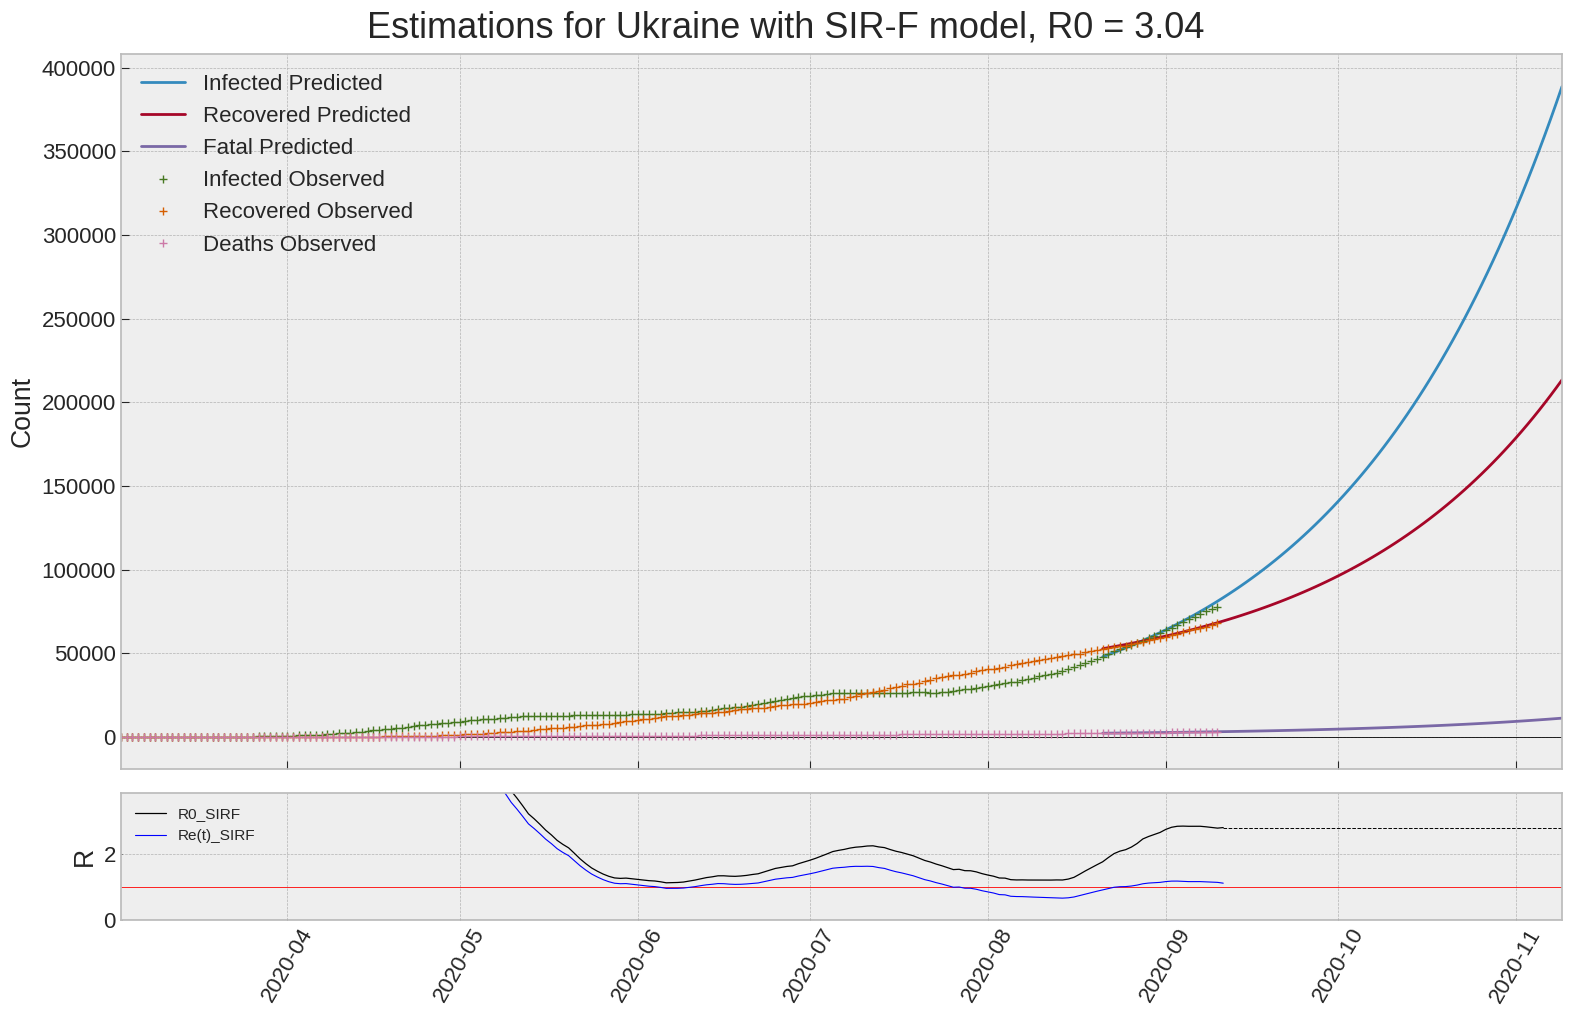 Estimations for Ukraine with SIR-F model, R0 = 3.04
400000
350000
300000
250000
200000
150000
100000
50000
0
Count
Infected Predicted
Recovered Predicted
Fatal Predicted
Infected Observed
Recovered Observed
Deaths Observed
2
0
R
R0_SIRF
Re(t)_SIRF
2020-04
2020-05
2020-06
2020-07
2020-08
2020-09
2020-10
2020-11